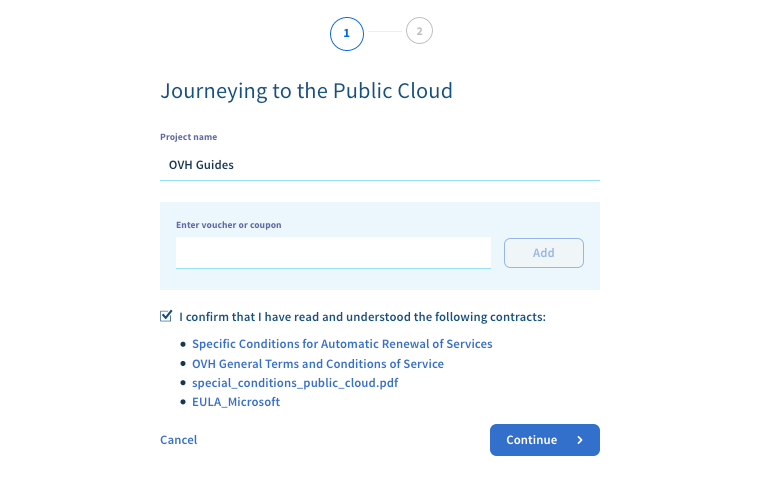 1
2
Journeying to the Public Cloud
Project name
OVH Guides
Enter voucher or coupon
Add
I confirm that I have read and understood the following contracts:
Specific Conditions for Automatic Renewal of Services
OVH General Terms and Conditions of Service
special_conditions_public_cloud.pdf
EULA_Microsoft
Cancel
Continue